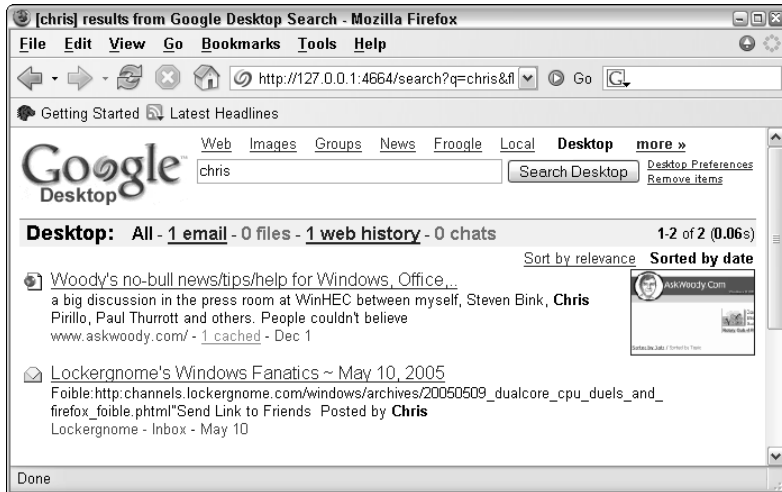 [chris] results from Google Desktop Search - Mozilla Firefox
File Edit View Go Bookmarks Tools Help
http://127.0.0.1:4664/search?q=chris&fl Go G
Getting Started Latest Headlines
Web Images Groups News Froogle Local Desktop more »
Google Desktop
chris Search Desktop
Desktop Preferences
Remove items
Desktop: All - 1 email - 0 files - 1 web history - 0 chats 1-2 of 2 (0.06s)
Sort by relevance Sorted by date
Woody's no-bull news/tips/help for Windows, Office,..
a big discussion in the press room at WinHEC between myself, Steven Bink, Chris
Pirillo, Paul Thurrott and others. People couldn't believe
www.askwoody.com/ - 1 cached - Dec 1
AskWoody.Com
Lockergnome's Windows Fanatics ~ May 10, 2005
Foible:http:channels.lockergnome.com/windows/archives/20050509_dualcore_cpu_duels_and_
firefox_foible.phtml"Send Link to Friends Posted by Chris
Lockergnome - Inbox - May 10
Done